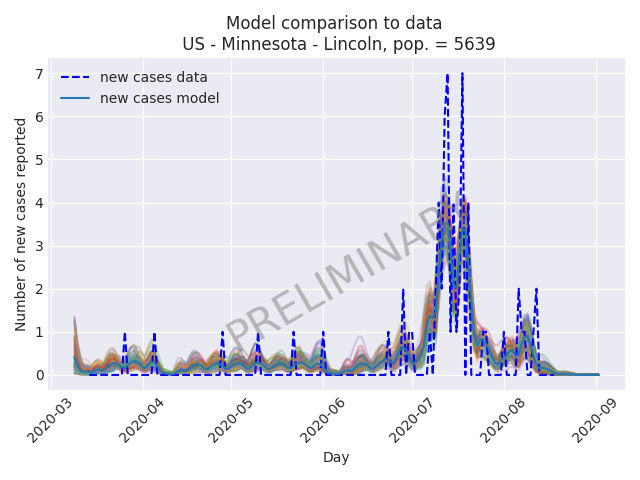 Model comparison to data
US - Minnesota - Lincoln, pop. = 5639
new cases data
new cases model
Number of new cases reported
7
6
5
4
3
2
1
0
PRELIMINARY
2020-03
2020-04
2020-05
2020-06
2020-07
2020-08
2020-09
Day